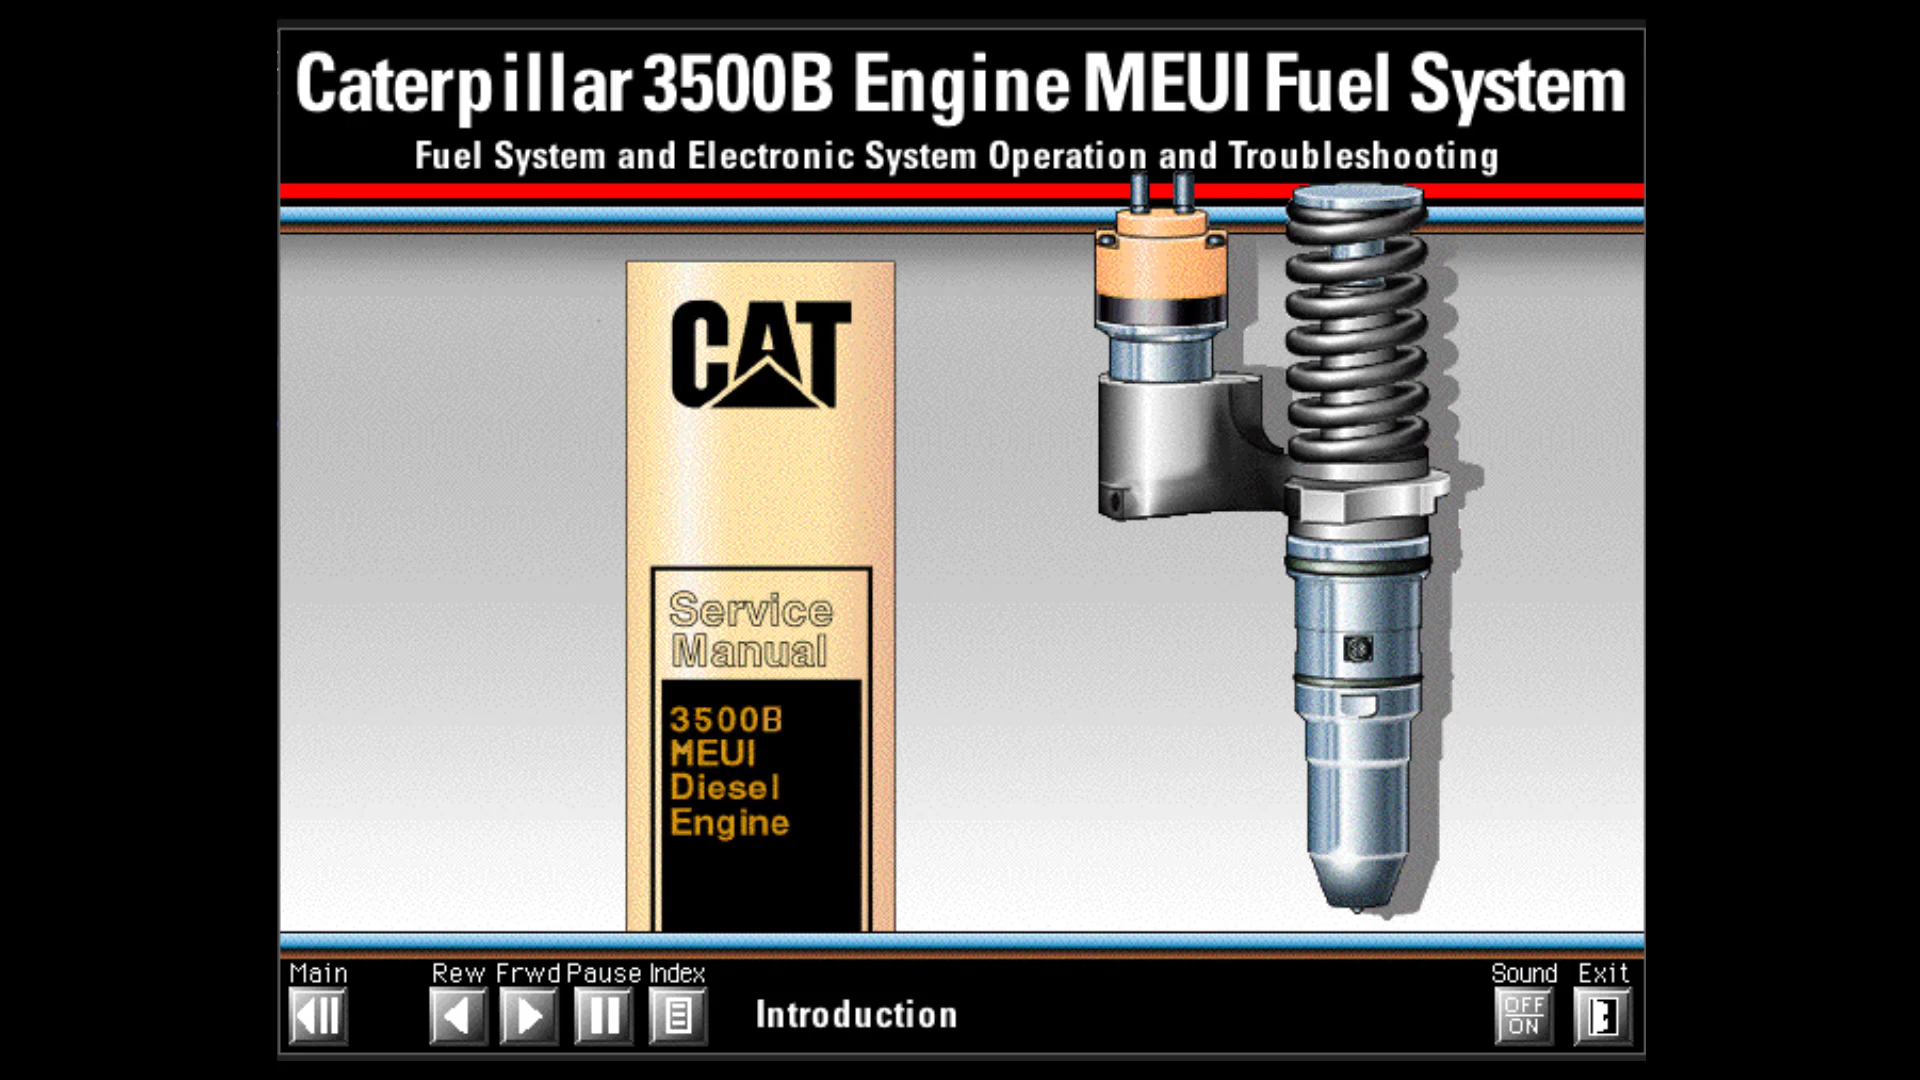 Caterpillar 3500B Engine MEUI Fuel System
Fuel System and Electronic System Operation and Troubleshooting
CAT
Service
Manual
3500B
MEUI
Diesel
Engine
Main
Rew Frwd Pause Index
Introduction
Sound Exit
OFF
ON